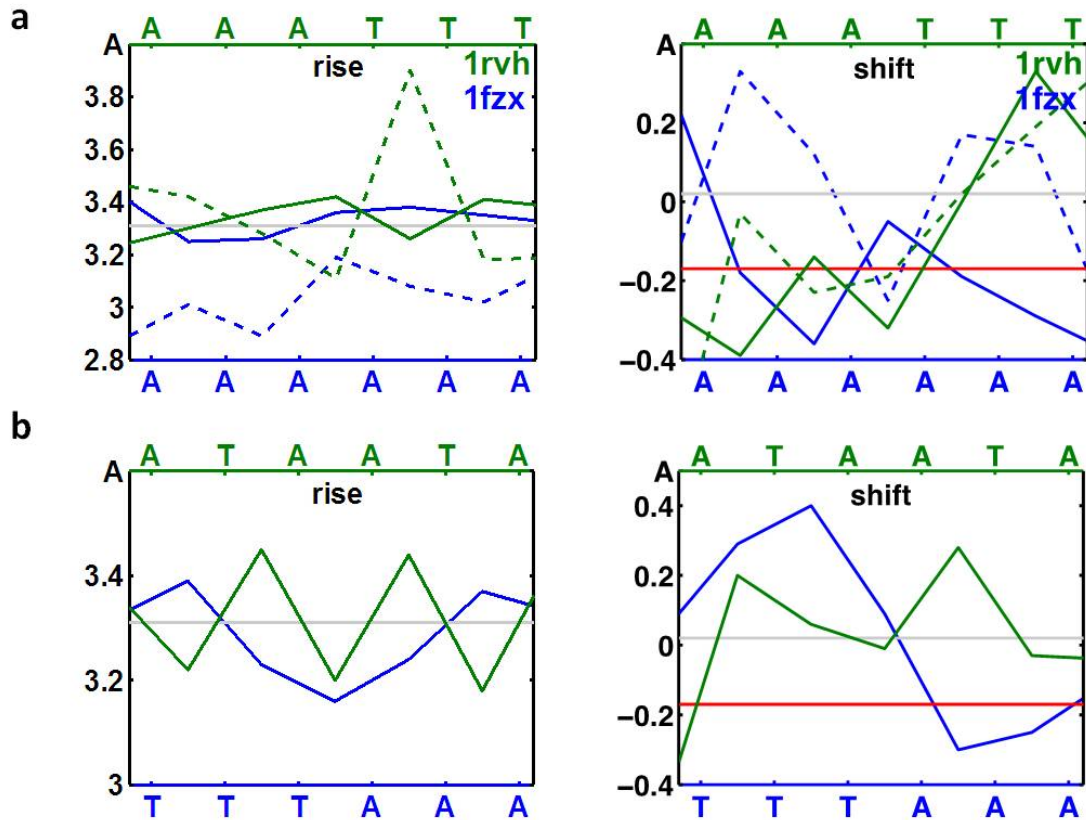 a
A A A T T T
A rise 1rvh
1fzx
3.8
3.6
3.4
3.2
3
2.8
A A A A A A
A A A T T T
A shift 1rvh
1fzx
0.2
0
−0.2
−0.4
A A A A A A
b
A T A A T A
A rise
3.4
3.2
3
T T T A A A
A T A A T A
A shift
0.4
0.2
0
−0.2
−0.4
T T T A A A